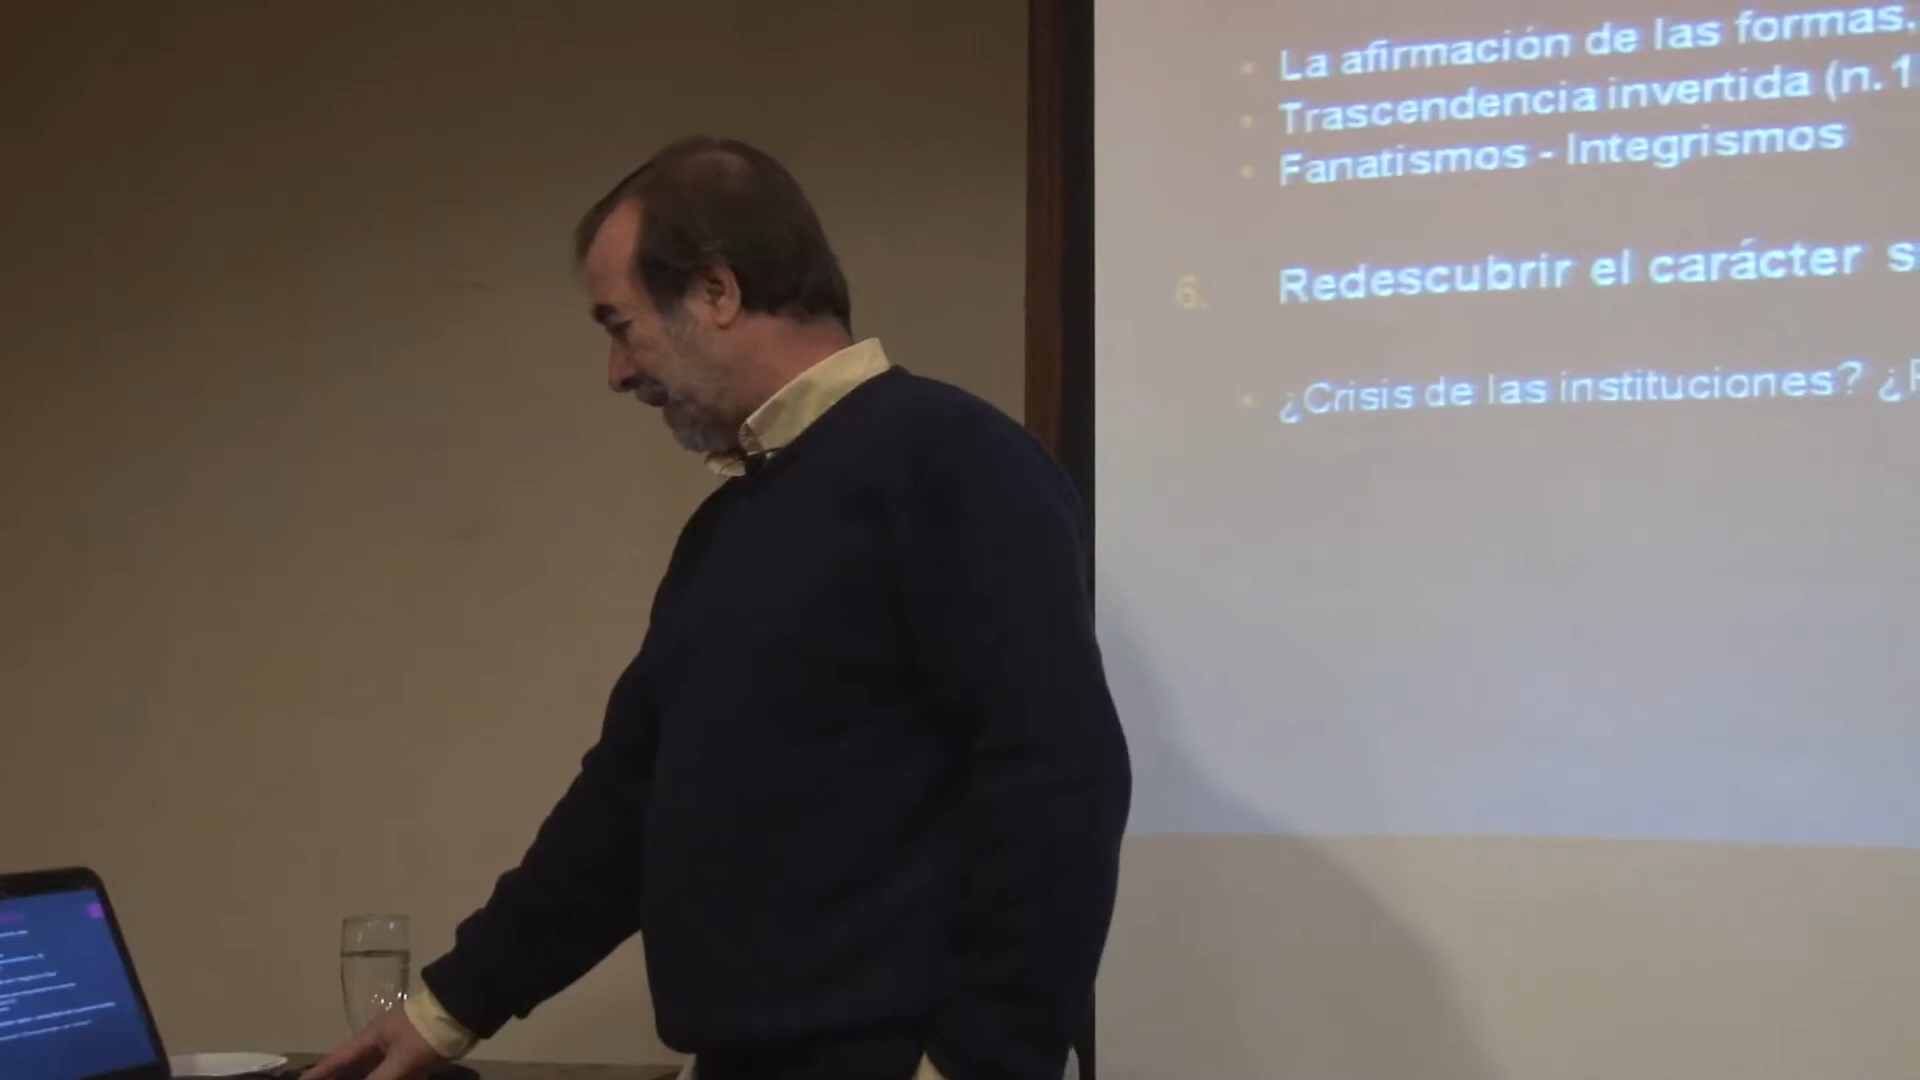 La afirmación de las formas.
Trascendencia invertida (n. 1
Fanatismos - Integrismos
6. Redescubrir el carácter s
¿Crisis de las instituciones? ¿